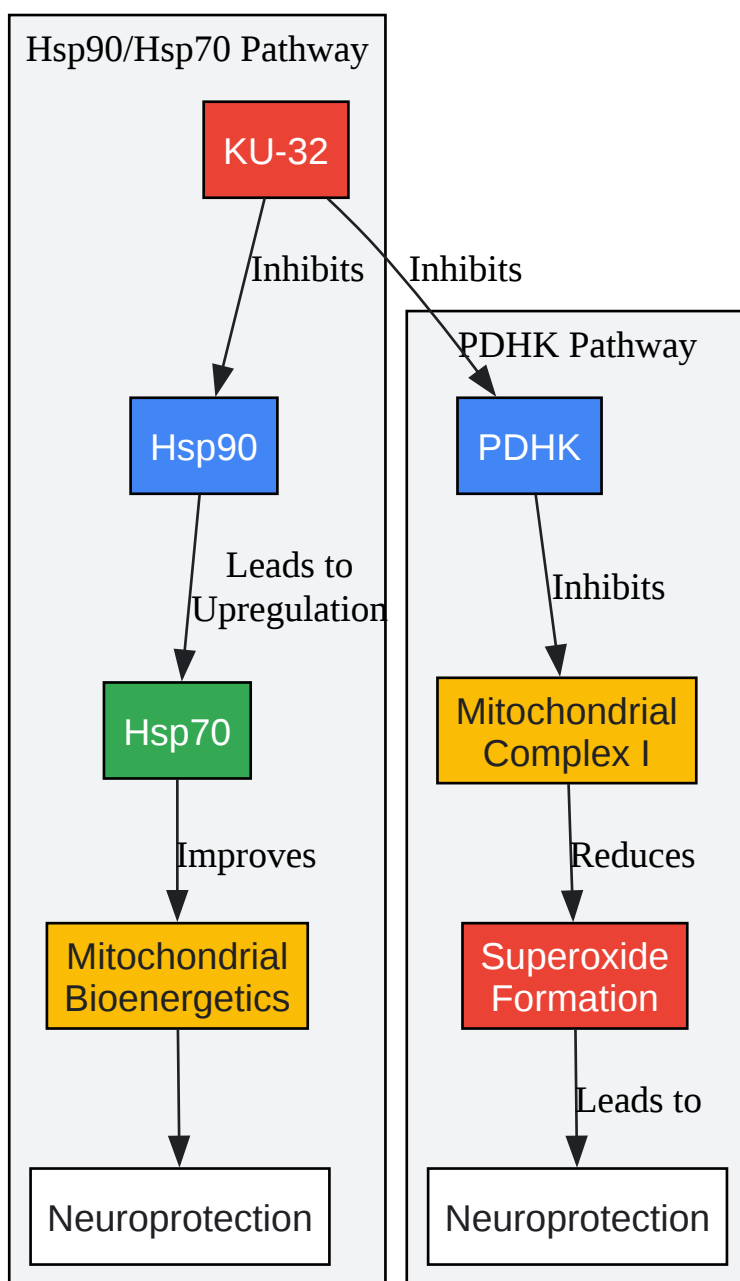 Hsp90/Hsp70 Pathway
KU-32
Inhibits
Inhibits
PDHK Pathway
Hsp90
PDHK
Leads to
Upregulation
Inhibits
Hsp70
Mitochondrial
Complex I
Improves
Reduces
Mitochondrial
Bioenergetics
Superoxide
Formation
Leads to
Neuroprotection
Neuroprotection